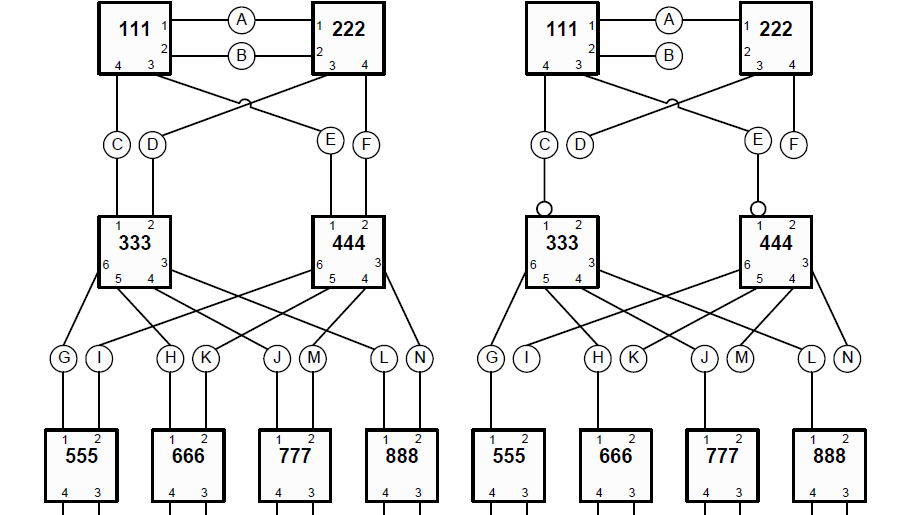 111 1 A 1 222 111 1 A 1 222
2 B 2 2 B 2
4 3 3 4 4 3 3 4
C D E F C D E F
1 2 1 2 1 2 1 2
333 444 333 444
6 3 6 3 6 3 6 3
5 4 5 4 5 4 5 4
G I H K J M L N G I H K J M L N
1 2 1 2 1 2 1 2 1 2 1 2 1 2 1 2
555 666 777 888 555 666 777 888
4 3 4 3 4 3 4 3 4 3 4 3 4 3 4 3